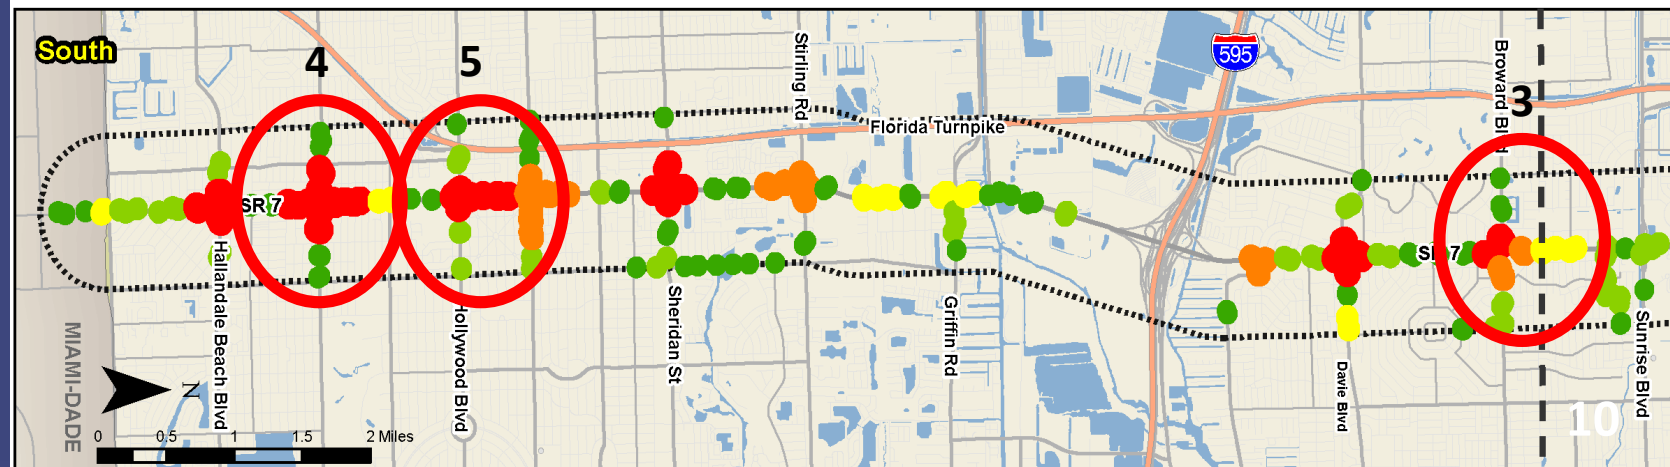 South
4
5
3
Stirling Rd
595
Broward Blvd
Florida Turnpike
SR 7
SR 7
Hallandale Beach Blvd
Hollywood Blvd
Sheridan St
Griffin Rd
Davie Blvd
Sunrise Blvd
MIAMI-DADE
N
0 0.5 1 1.5 2 Miles
10